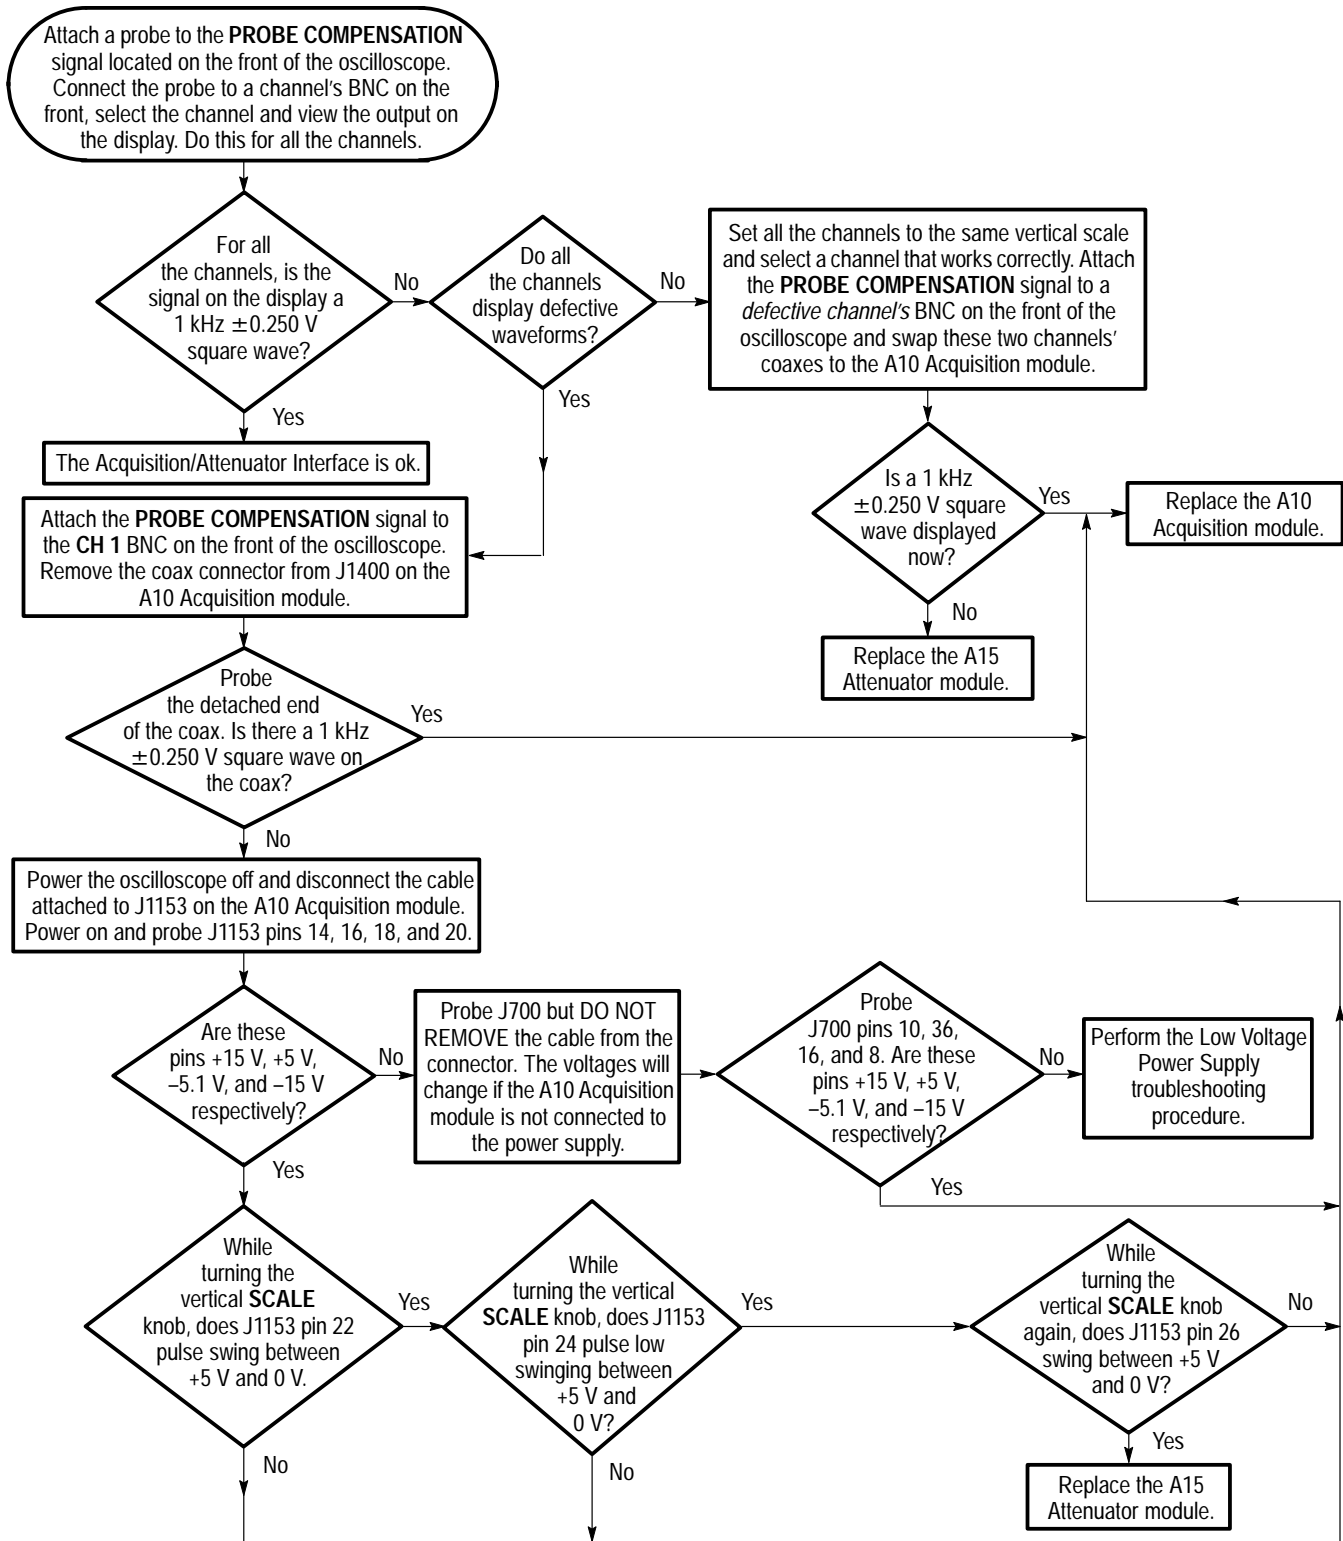 Attach a probe to the PROBE COMPENSATION
signal located on the front of the oscilloscope.
Connect the probe to a channel's BNC on the
front, select the channel and view the output on
the display. Do this for all the channels.
For all
the channels, is the
signal on the display a
1 kHz ±0.250 V
square wave?
No
Yes
Do all
the channels
display defective
waveforms?
No
Yes
Set all the channels to the same vertical scale
and select a channel that works correctly. Attach
the PROBE COMPENSATION signal to a
defective channel's BNC on the front of the
oscilloscope and swap these two channels'
coaxes to the A10 Acquisition module.
The Acquisition/Attenuator Interface is ok.
Is a 1 kHz
±0.250 V square
wave displayed
now?
Yes
No
Replace the A10
Acquisition module.
Replace the A15
Attenuator module.
Attach the PROBE COMPENSATION signal to
the CH 1 BNC on the front of the oscilloscope.
Remove the coax connector from J1400 on the
A10 Acquisition module.
Probe
the detached end
of the coax. Is there a 1 kHz
±0.250 V square wave on
the coax?
Yes
No
Power the oscilloscope off and disconnect the cable
attached to J1153 on the A10 Acquisition module.
Power on and probe J1153 pins 14, 16, 18, and 20.
Are these
pins +15 V, +5 V,
–5.1 V, and –15 V
respectively?
No
Yes
Probe J700 but DO NOT
REMOVE the cable from the
connector. The voltages will
change if the A10 Acquisition
module is not connected to
the power supply.
Probe
J700 pins 10, 36,
16, and 8. Are these
pins +15 V, +5 V,
–5.1 V, and –15 V
respectively?
No
Yes
Perform the Low Voltage
Power Supply
troubleshooting
procedure.
While
turning the
vertical SCALE
knob, does J1153 pin 22
pulse swing between
+5 V and 0 V.
Yes
No
While
turning the vertical
SCALE knob, does J1153
pin 24 pulse low
swinging between
+5 V and
0 V?
Yes
No
While
turning the
vertical SCALE knob
again, does J1153 pin 26
swing between +5 V
and 0 V?
No
Yes
Replace the A15
Attenuator module.